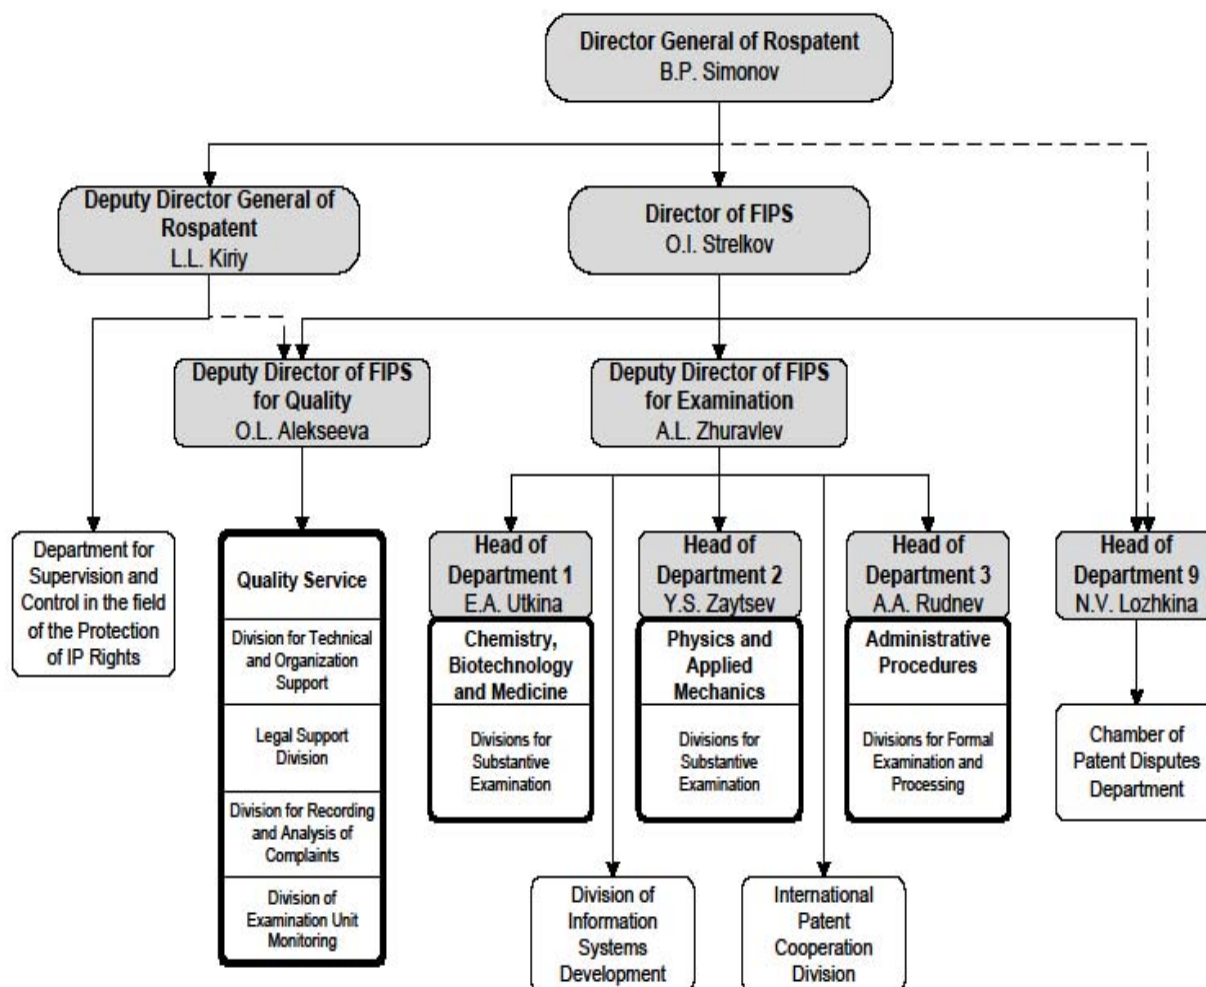 Director General of Rospatent
B.P. Simonov
Deputy Director General of
Rospatent
L.L. Kiriy
Director of FIPS
O.I. Strelkov
Deputy Director of FIPS
for Quality
O.L. Alekseeva
Deputy Director of FIPS
for Examination
A.L. Zhuravlev
Department for
Supervision and
Control in the field
of the Protection
of IP Rights
Quality Service
Division for Technical
and Organization
Support
Legal Support
Division
Division for Recording
and Analysis of
Complaints
Division of
Examination Unit
Monitoring
Head of
Department 1
E.A. Utkina
Chemistry,
Biotechnology
and Medicine
Divisions for
Substantive
Examination
Head of
Department 2
Y.S. Zaytsev
Physics and
Applied
Mechanics
Divisions for
Substantive
Examination
Head of
Department 3
A.A. Rudnev
Administrative
Procedures
Divisions for Formal
Examination and
Processing
Head of
Department 9
N.V. Lozhkina
Chamber of
Patent Disputes
Department
Division of
Information
Systems
Development
International
Patent
Cooperation
Division